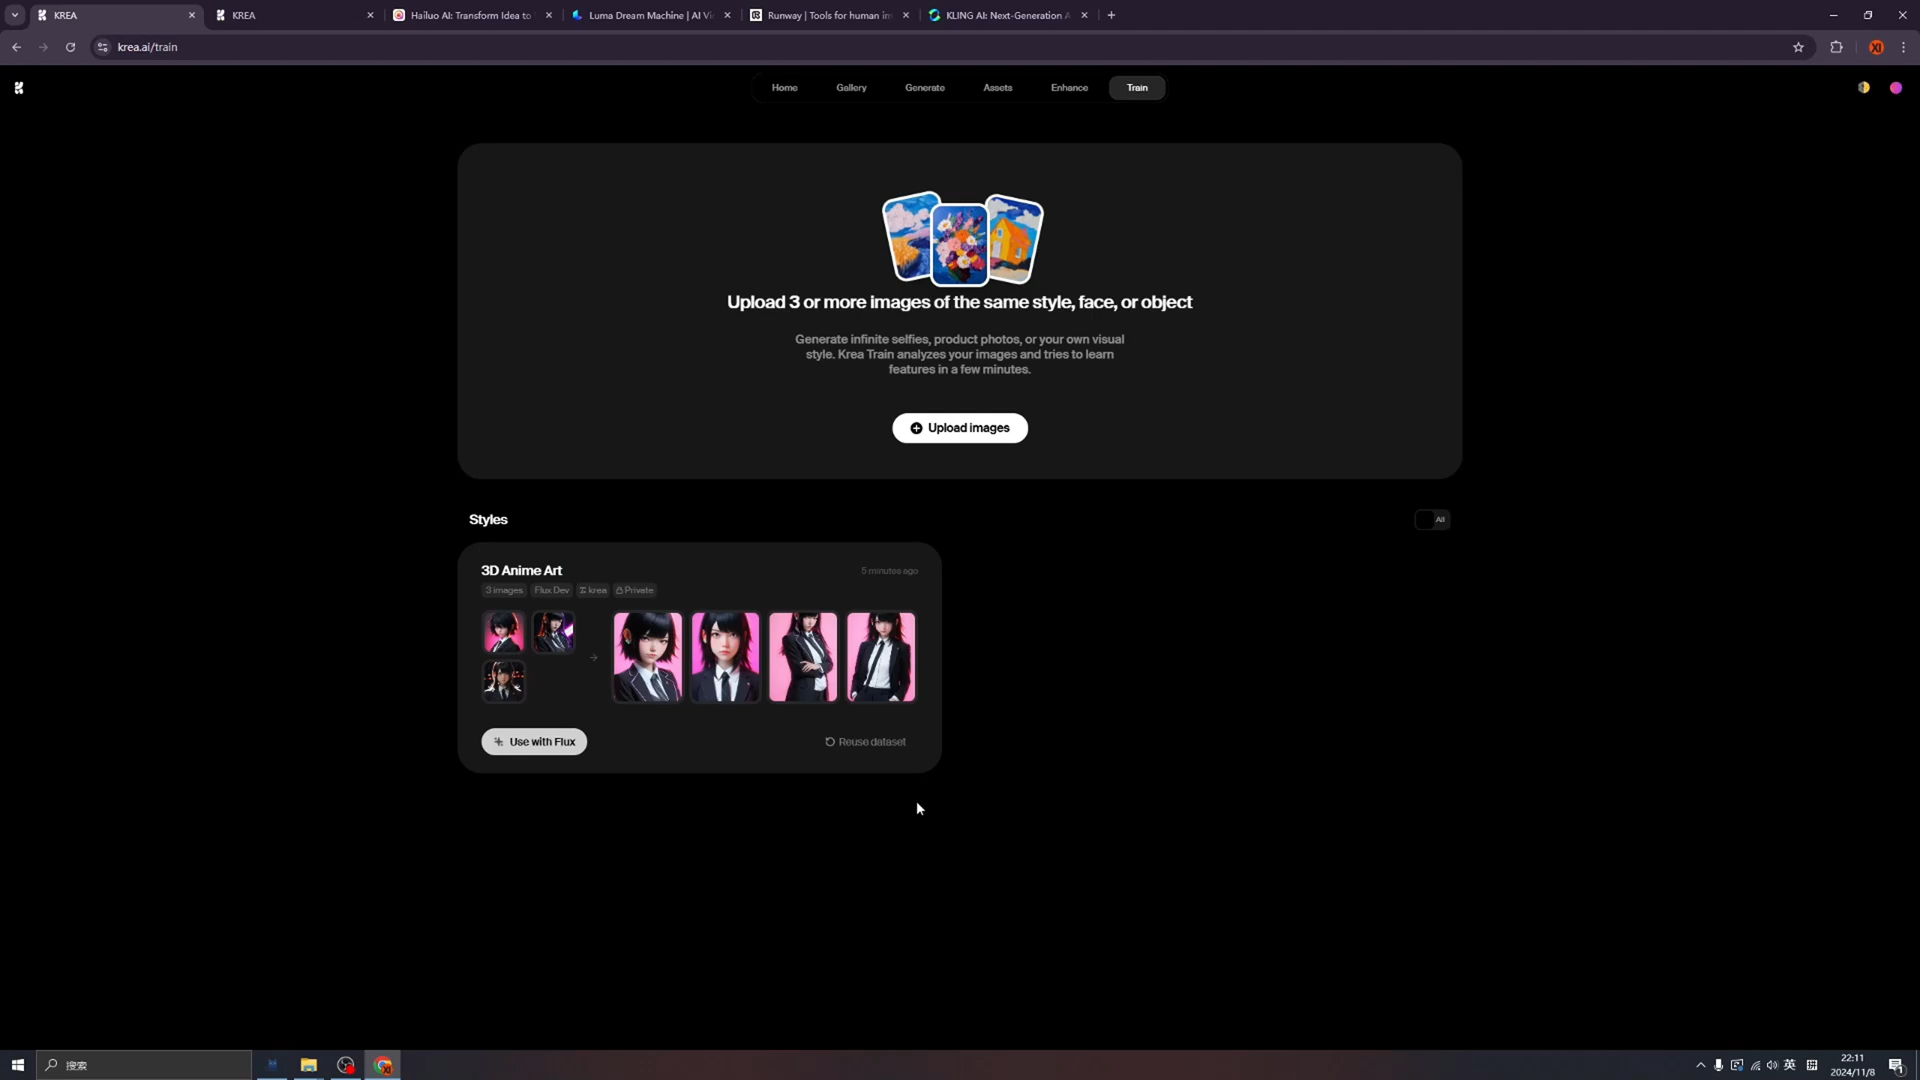 KREA
KREA
Hailuo AI: Transform Idea to
Luma Dream Machine | AI Vi
Runway | Tools for human im
KLING AI: Next-Generation A
krea.ai/train
Home
Gallery
Generate
Assets
Enhance
Train
XI
Upload 3 or more images of the same style, face, or object
Generate infinite selfies, product photos, or your own visual
style. Krea Train analyzes your images and tries to learn
features in a few minutes.
Upload images
Styles
All
3D Anime Art
5 minutes ago
3 images
Flux Dev
krea
Private
Use with Flux
Reuse dataset
搜索
英
22:11
2024/11/8